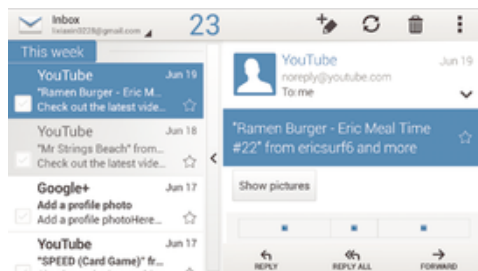 Inbox
23
This week
YouTube Jun 19
"Ramen Burger - Eric M...
Check out the latest vide...
YouTube Jun 18
"Mr Strings Beach" from...
Check out the latest vide...
Google+ Jun 17
Add a profile photo
Add a profile photoHere...
YouTube Jun 17
"SPEED (Card Game)" fr...
YouTube Jun 19
noreply@youtube.com
To: me
"Ramen Burger - Eric Meal Time
#22" from ericsurf6 and more
Show pictures
REPLY REPLY ALL FORWARD